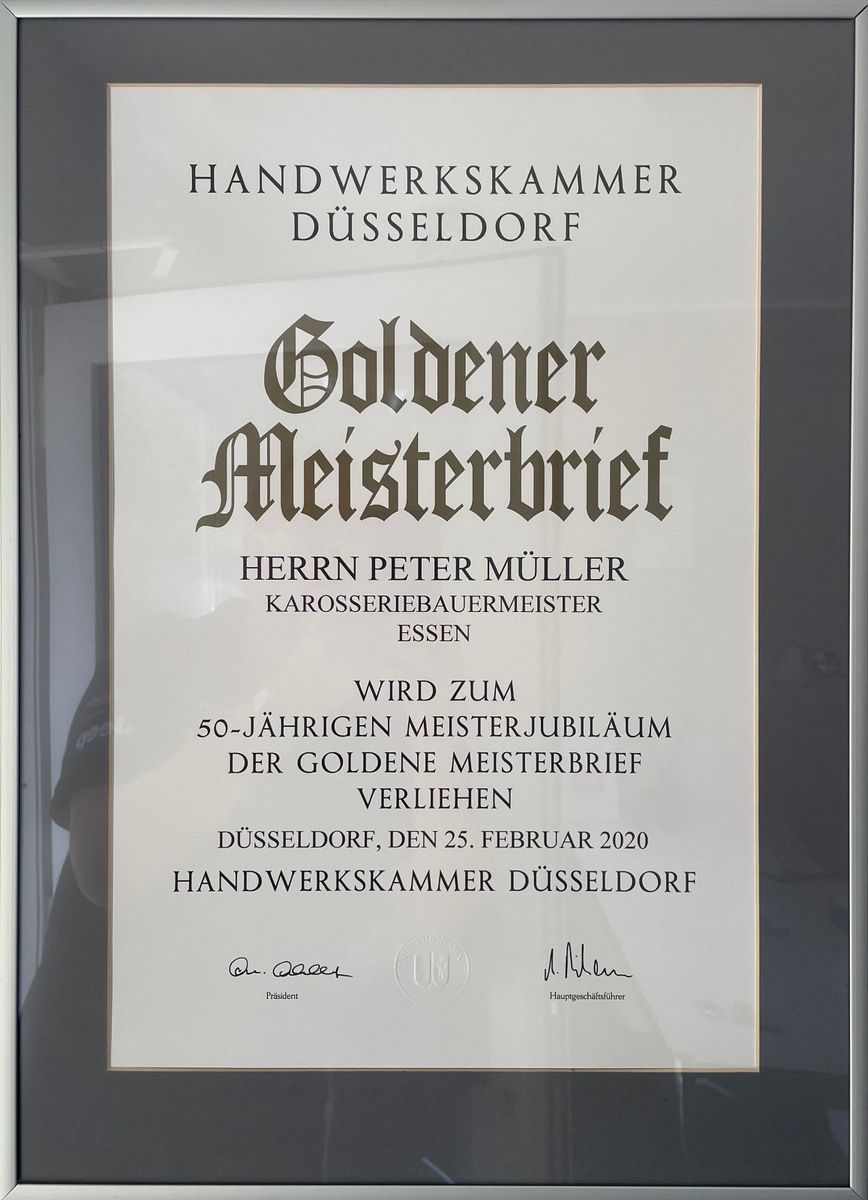 HANDWERKSKAMMER
DÜSSELDORF
Goldener
Meisterbrief
HERRN PETER MÜLLER
KAROSSERIEBAUERMEISTER
ESSEN
WIRD ZUM
50-JÄHRIGEN MEISTERJUBILÄUM
DER GOLDENE MEISTERBRIEF
VERLIEHEN
DÜSSELDORF, DEN 25. FEBRUAR 2020
HANDWERKSKAMMER DÜSSELDORF
Präsident
Hauptgeschäftsführer